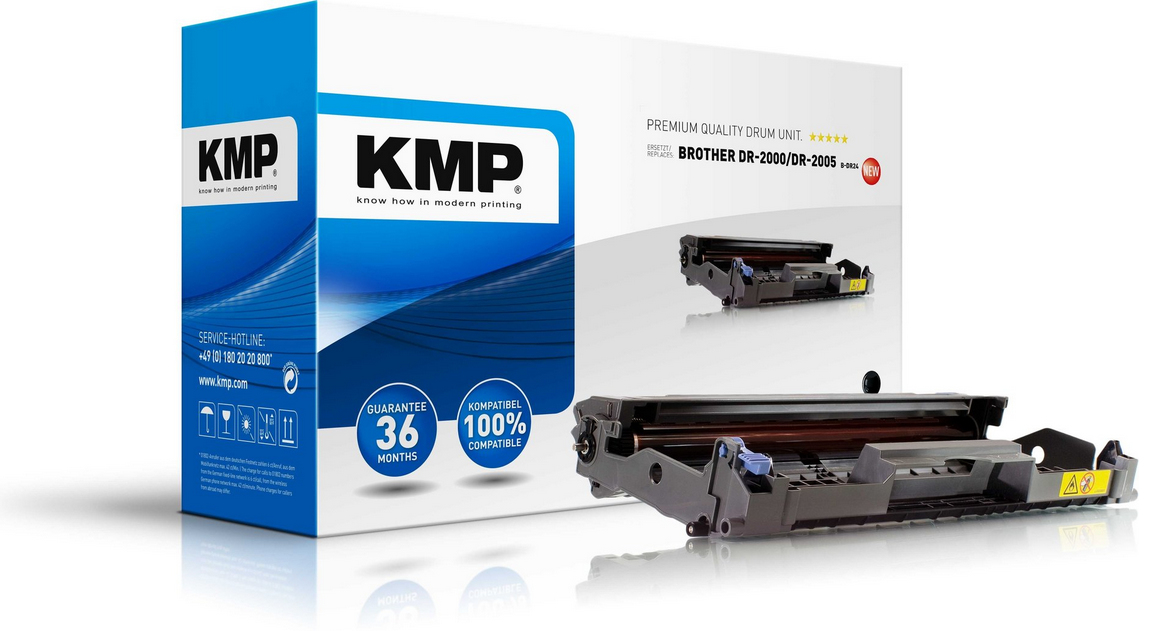 KMP®
know how in modern printing
SERVICE-HOTLINE:
+49 (0) 180 20 20 800*
www.kmp.com
KMP®
know how in modern printing
GUARANTEE
36
MONTHS
KOMPATIBEL
100%
COMPATIBLE
PREMIUM QUALITY DRUM UNIT.
ERSETZT/
REPLACES:
BROTHER DR-2000/DR-2005 B-DR24
NEW